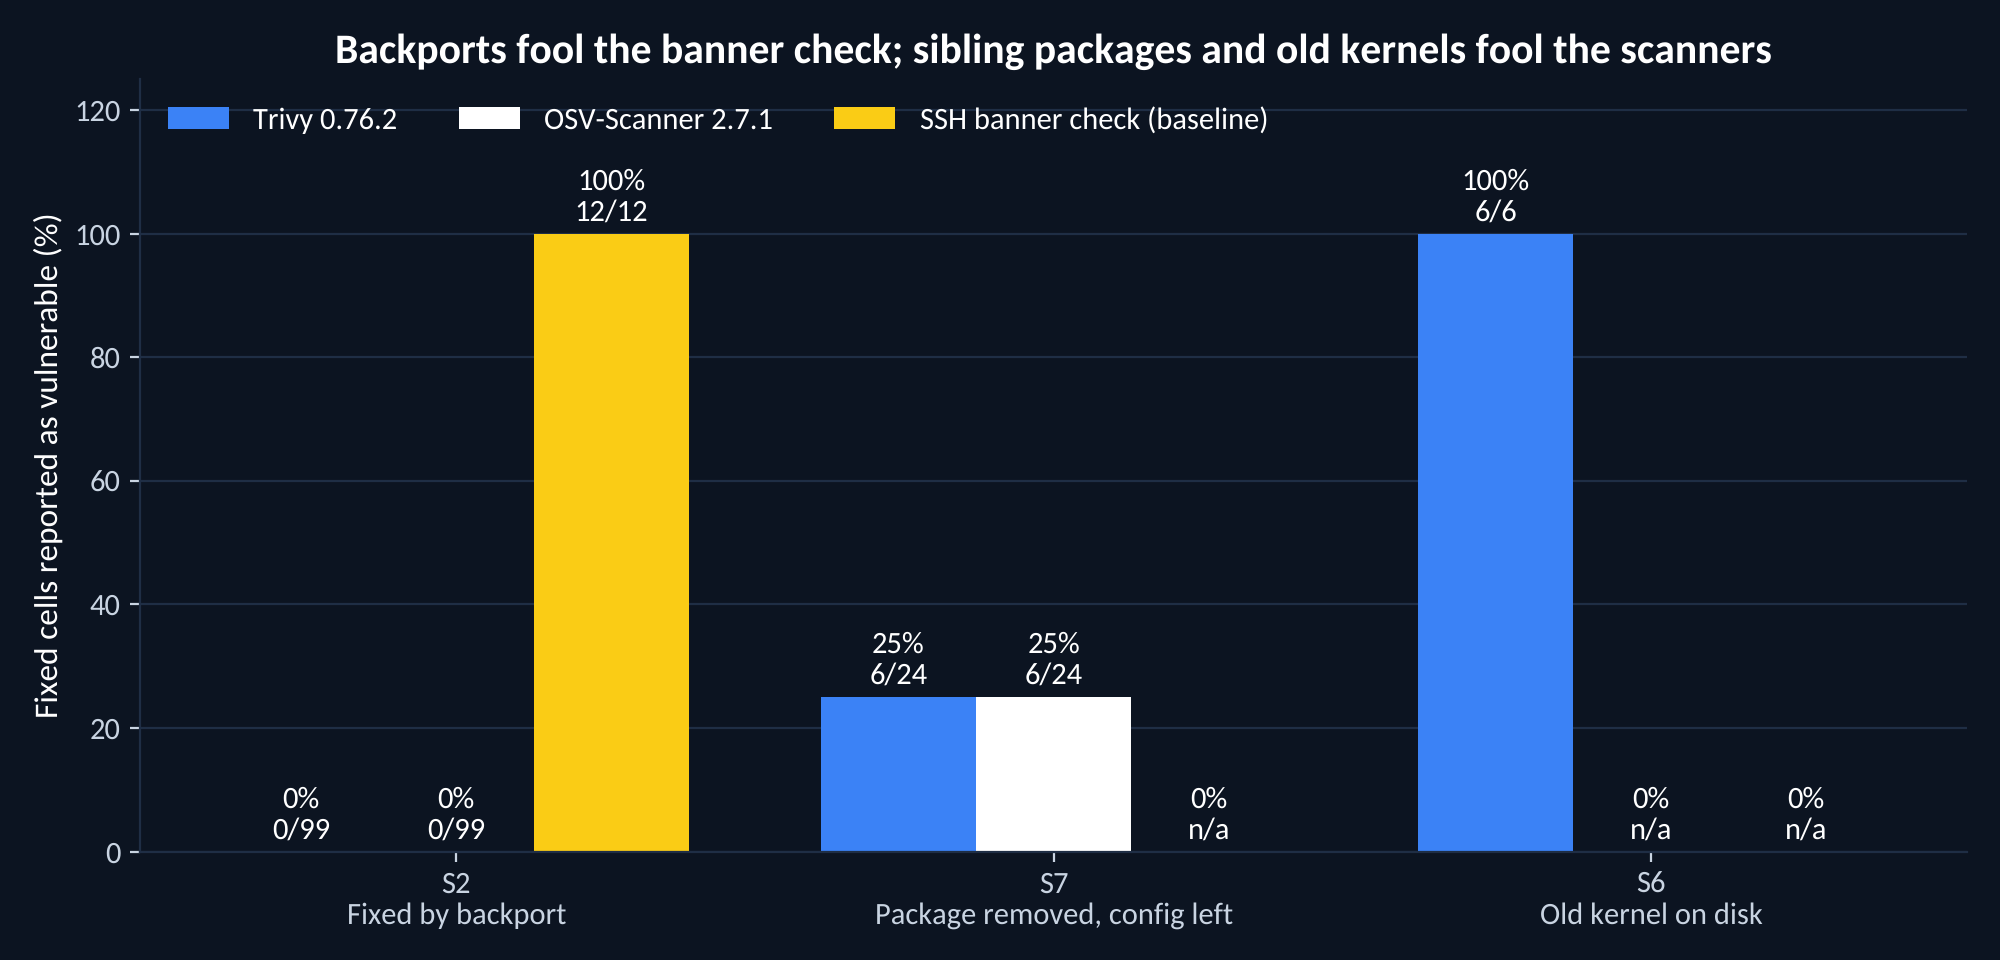 Backports fool the banner check; sibling packages and old kernels fool the scanners
Trivy 0.76.2
OSV-Scanner 2.7.1
SSH banner check (baseline)
Fixed cells reported as vulnerable (%)
120
100
80
60
40
20
0
0%
0/99
0%
0/99
100%
12/12
25%
6/24
25%
6/24
0%
n/a
100%
6/6
0%
n/a
0%
n/a
S2
Fixed by backport
S7
Package removed, config left
S6
Old kernel on disk